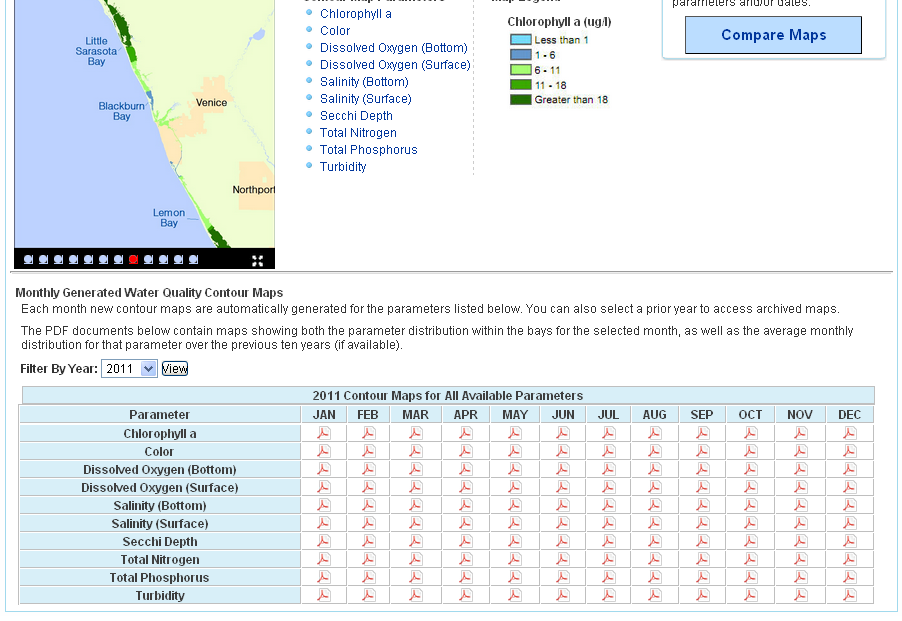 parameters and/or dates.
Compare Maps
Contour Map Parameters
Chlorophyll a
Color
Dissolved Oxygen (Bottom)
Dissolved Oxygen (Surface)
Salinity (Bottom)
Salinity (Surface)
Secchi Depth
Total Nitrogen
Total Phosphorus
Turbidity
Map Legend
Chlorophyll a (ug/l)
Less than 1
1 - 6
6 - 11
11 - 18
Greater than 18
Little
Sarasota
Bay
Blackburn
Bay
Venice
Northport
Lemon
Bay
Monthly Generated Water Quality Contour Maps
Each month new contour maps are automatically generated for the parameters listed below. You can also select a prior year to access archived maps.
The PDF documents below contain maps showing both the parameter distribution within the bays for the selected month, as well as the average monthly
distribution for that parameter over the previous ten years (if available).
Filter By Year: 2011 View
2011 Contour Maps for All Available Parameters
Parameter JAN FEB MAR APR MAY JUN JUL AUG SEP OCT NOV DEC
Chlorophyll a
Color
Dissolved Oxygen (Bottom)
Dissolved Oxygen (Surface)
Salinity (Bottom)
Salinity (Surface)
Secchi Depth
Total Nitrogen
Total Phosphorus
Turbidity